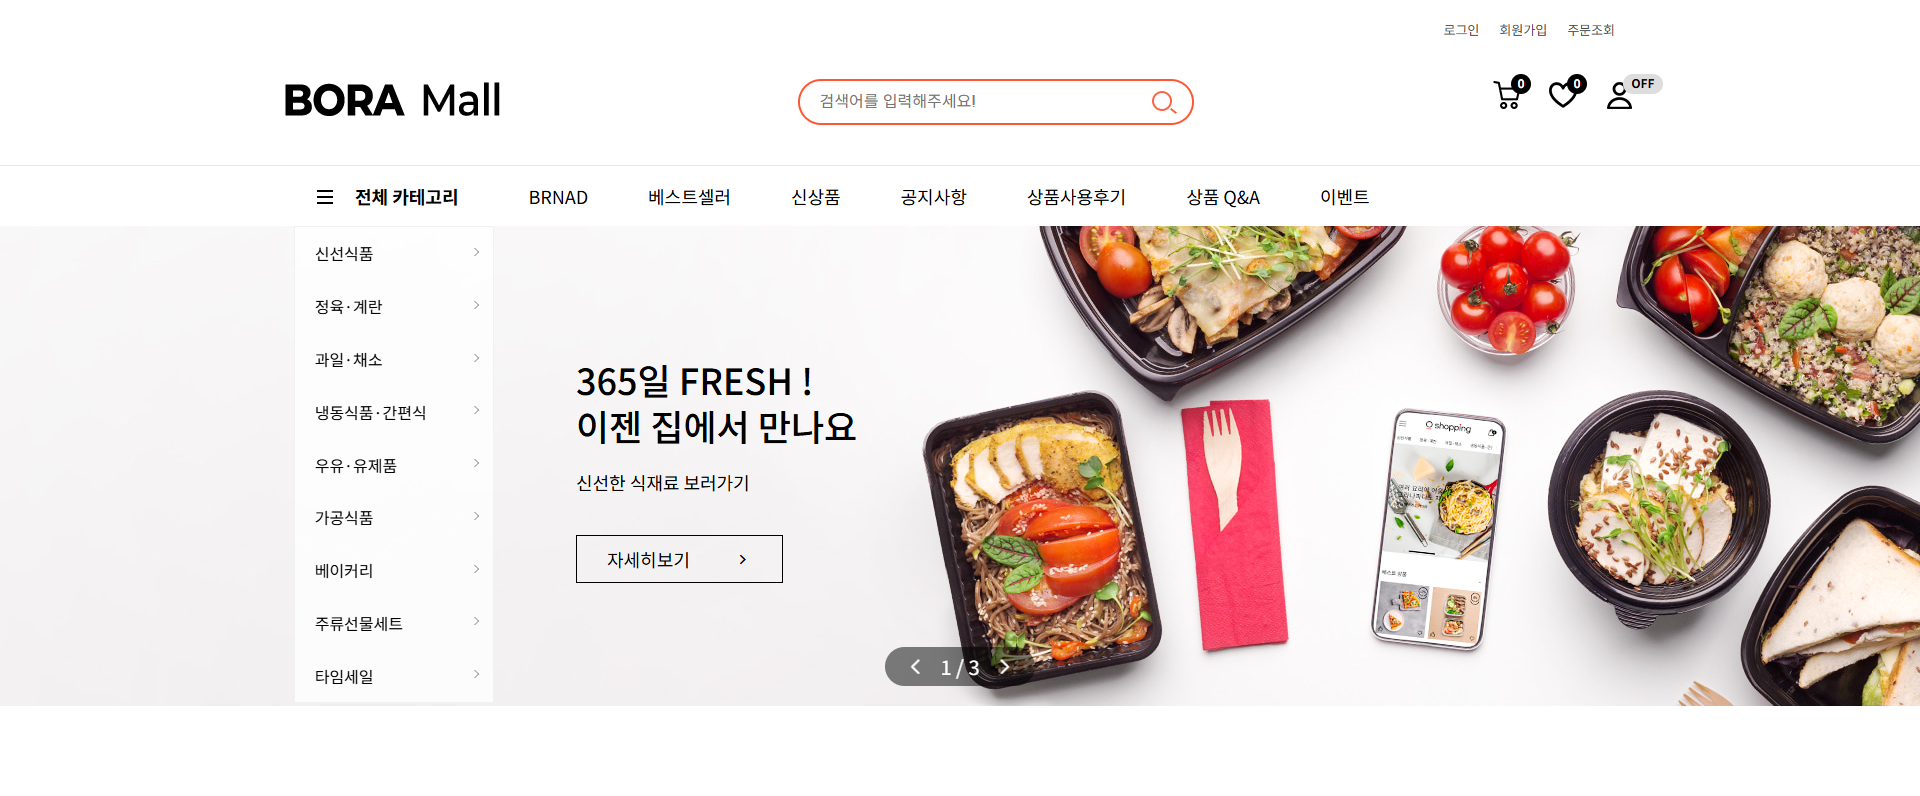 로그인 회원가입 주문조회
BORA Mall
검색어를 입력해주세요!
0 0 OFF
전체 카테고리 BRNAD 베스트셀러 신상품 공지사항 상품사용후기 상품 Q&A 이벤트
신선식품
정육·계란
과일·채소
냉동식품·간편식
우유·유제품
가공식품
베이커리
주류선물세트
타임세일
365일 FRESH !
이젠 집에서 만나요
신선한 식재료 보러가기
자세히보기
shopping
베스트 상품
1 / 3